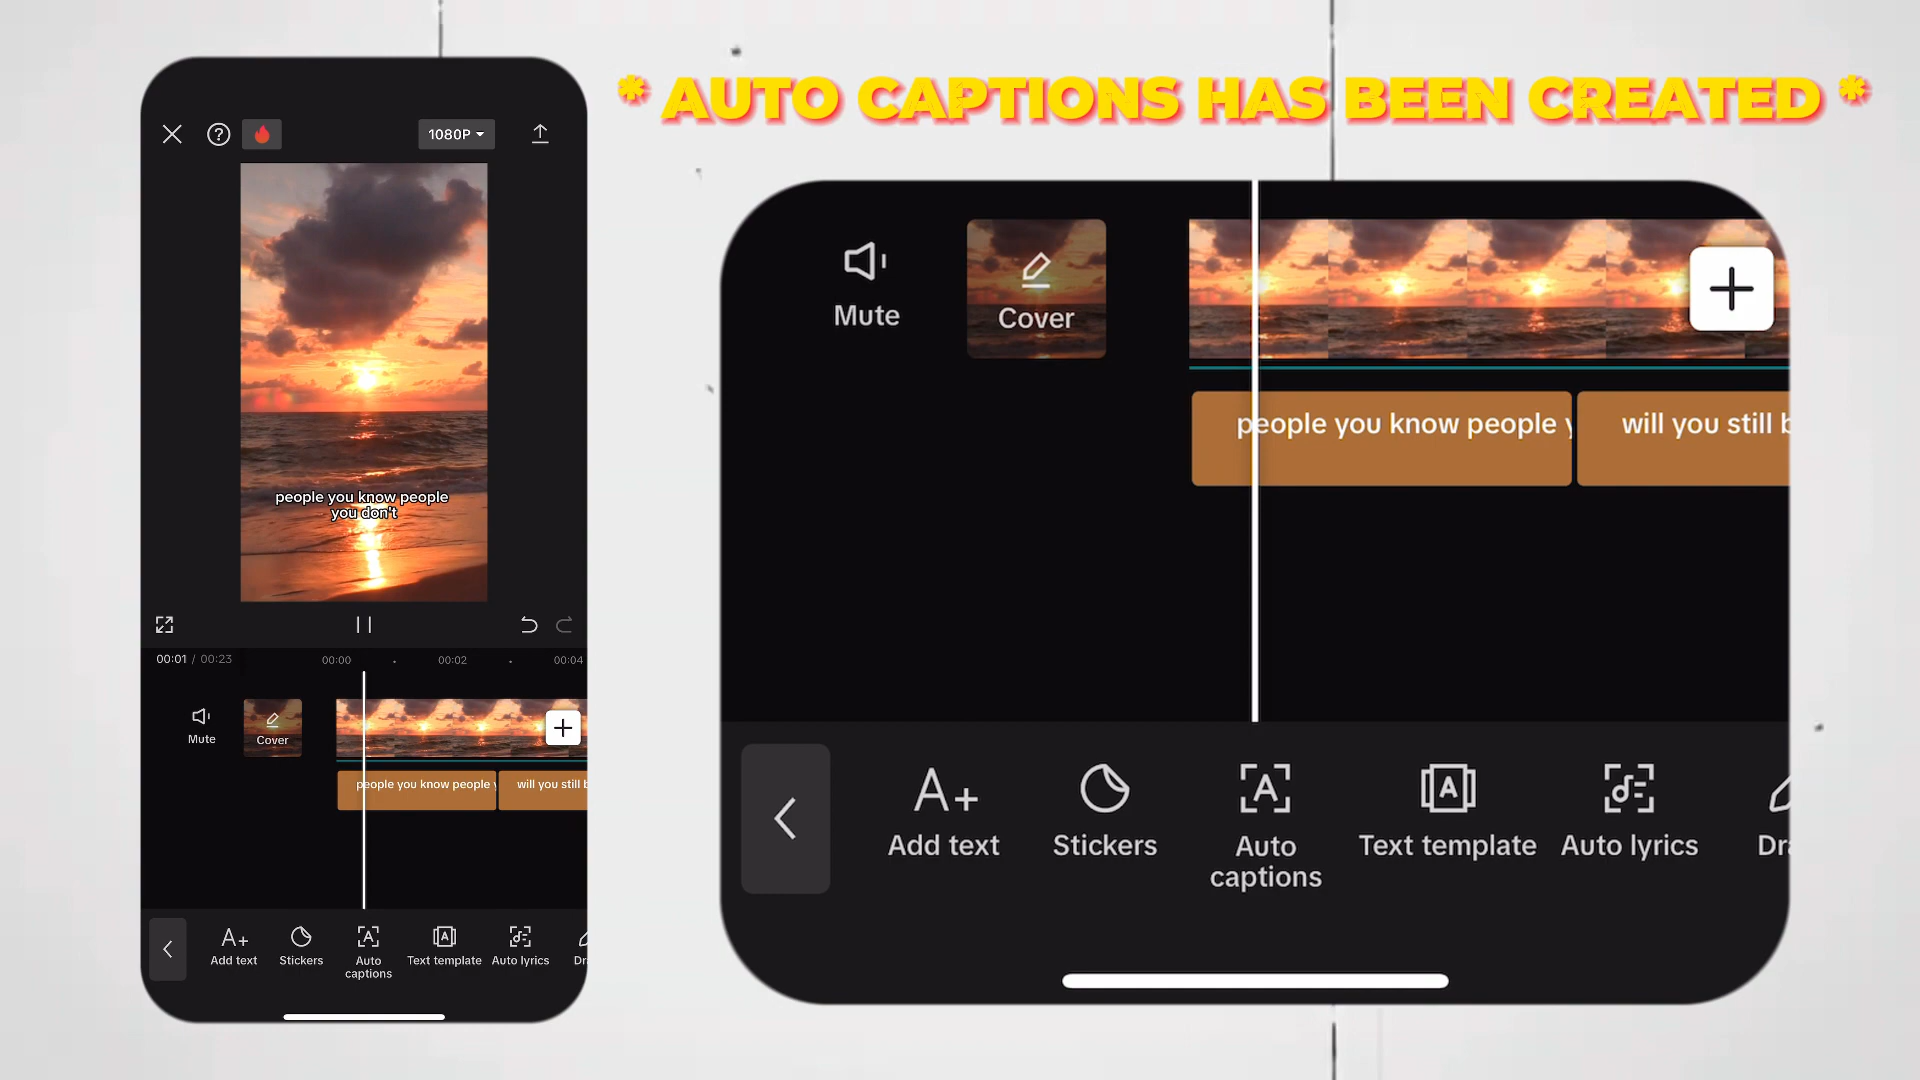 * AUTO CAPTIONS HAS BEEN CREATED *
1080P
people you know people
you don't
00:01 / 00:23
00:00
00:02
00:04
Mute
Cover
people you know people y
will you still b
Add text
Stickers
Auto
captions
Text template
Auto lyrics
Dr
Mute
Cover
people you know people y
will you still b
Add text
Stickers
Auto
captions
Text template
Auto lyrics
Dra